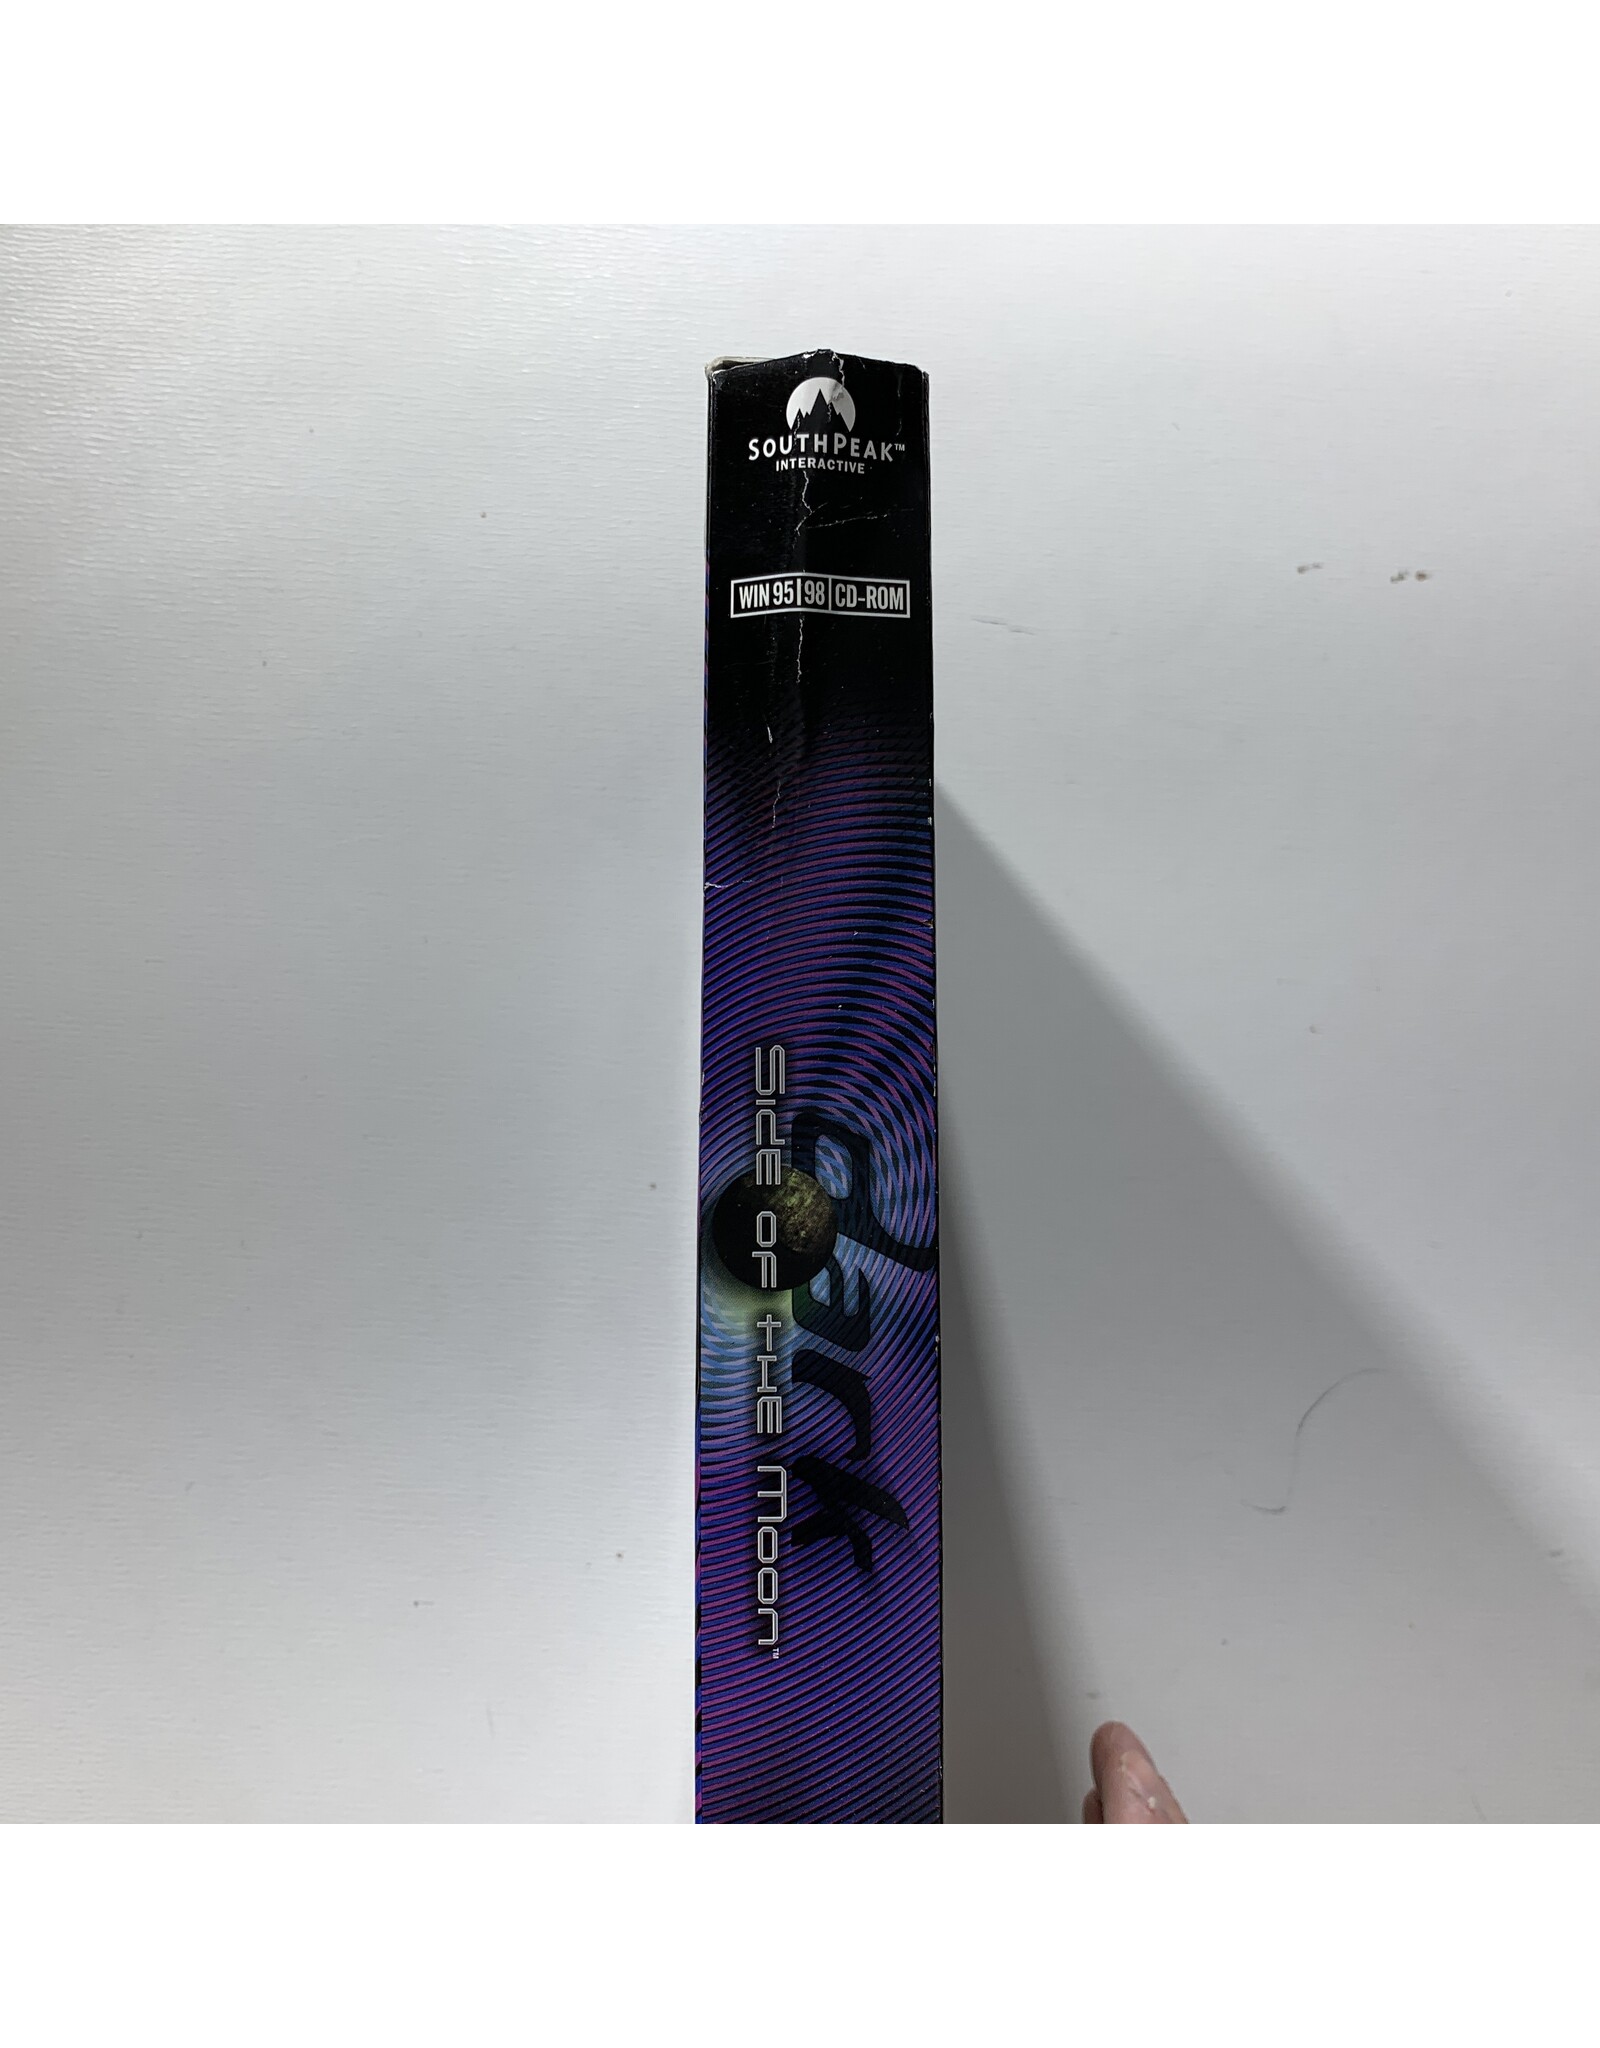 SOUTHPEAK™
INTERACTIVE
WIN 95 | 98 | CD-ROM
dark
SIDE OF THE MOON™